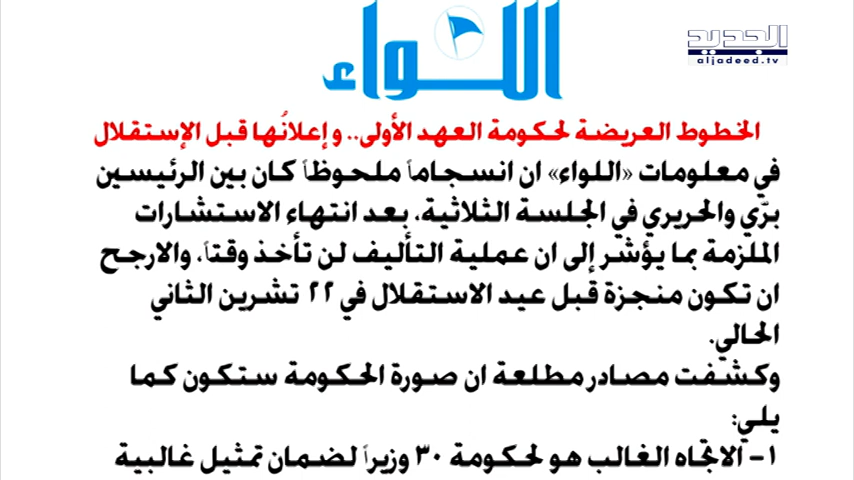 اللواء
الجديد
aljadeed.tv
الخطوط العريضة لحكومة العهد الأولى.. وإعلانُها قبل الإستقلال
في معلومات «اللواء» ان انسجاماً ملحوظاً كان بين الرئيسين
برّي والحريري في الجلسة الثلاثية، بعد انتهاء الاستشارات
الملزمة بما يؤشر إلى ان عملية التأليف لن تأخذ وقتاً، والارجح
ان تكون منجزة قبل عيد الاستقلال في ٢٢ تشرين الثاني
الحالي.
وكشفت مصادر مطلعة ان صورة الحكومة ستكون كما
يلي:
١- الاتجاه الغالب هو لحكومة ٣٠ وزيراً لضمان تمثيل غالبية